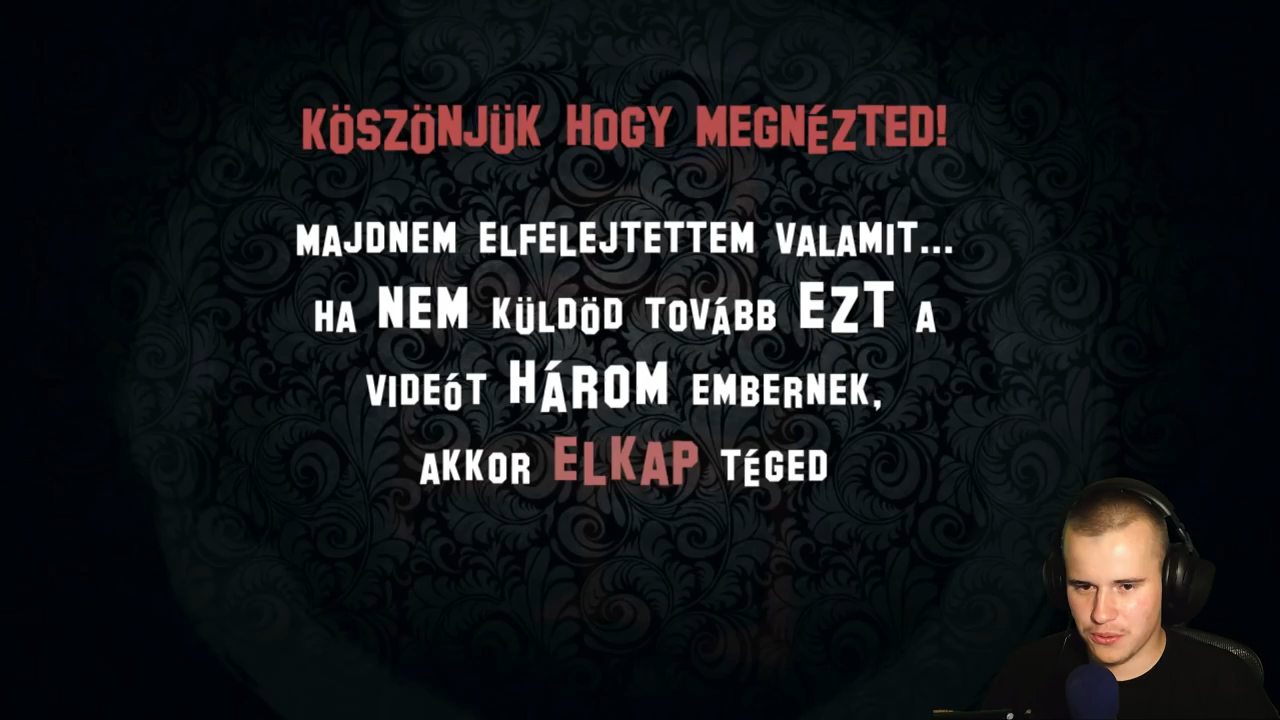 KÖSZÖNJÜK HOGY MEGNÉZTED!
MAJDNEM ELFELEJTETTEM VALAMIT...
HA NEM KÜLDÖD TOVÁBB EZT A
VIDEÓT HÁROM EMBERNEK,
AKKOR ELKAP TÉGED